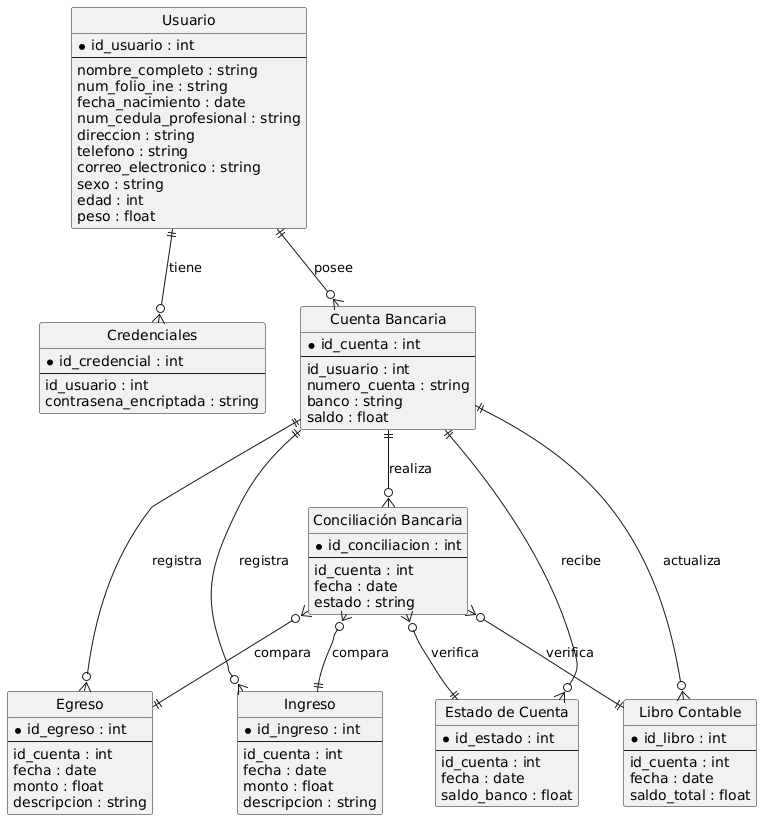 Usuario
id_usuario : int
nombre_completo : string
num_folio_ine : string
fecha_nacimiento : date
num_cedula_profesional : string
direccion : string
telefono : string
correo_electronico : string
sexo : string
edad : int
peso : float
tiene
posee
Credenciales
id_credencial : int
id_usuario : int
contrasena_encriptada : string
Cuenta Bancaria
id_cuenta : int
id_usuario : int
numero_cuenta : string
banco : string
saldo : float
realiza
registra
registra
recibe
actualiza
Conciliación Bancaria
id_conciliacion : int
id_cuenta : int
fecha : date
estado : string
compara
compara
verifica
verifica
Egreso
id_egreso : int
id_cuenta : int
fecha : date
monto : float
descripcion : string
Ingreso
id_ingreso : int
id_cuenta : int
fecha : date
monto : float
descripcion : string
Estado de Cuenta
id_estado : int
id_cuenta : int
fecha : date
saldo_banco : float
Libro Contable
id_libro : int
id_cuenta : int
fecha : date
saldo_total : float